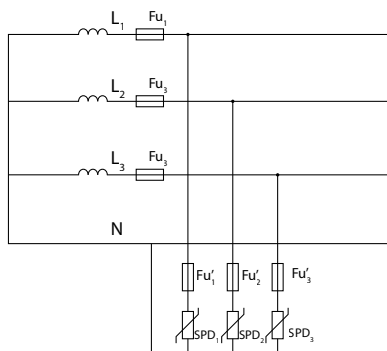 L₁ Fu₁
L₂ Fu₃
L₃ Fu₃
N
Fu'₁ Fu'₂ Fu'₃
SPD₁ SPD₂ SPD₃